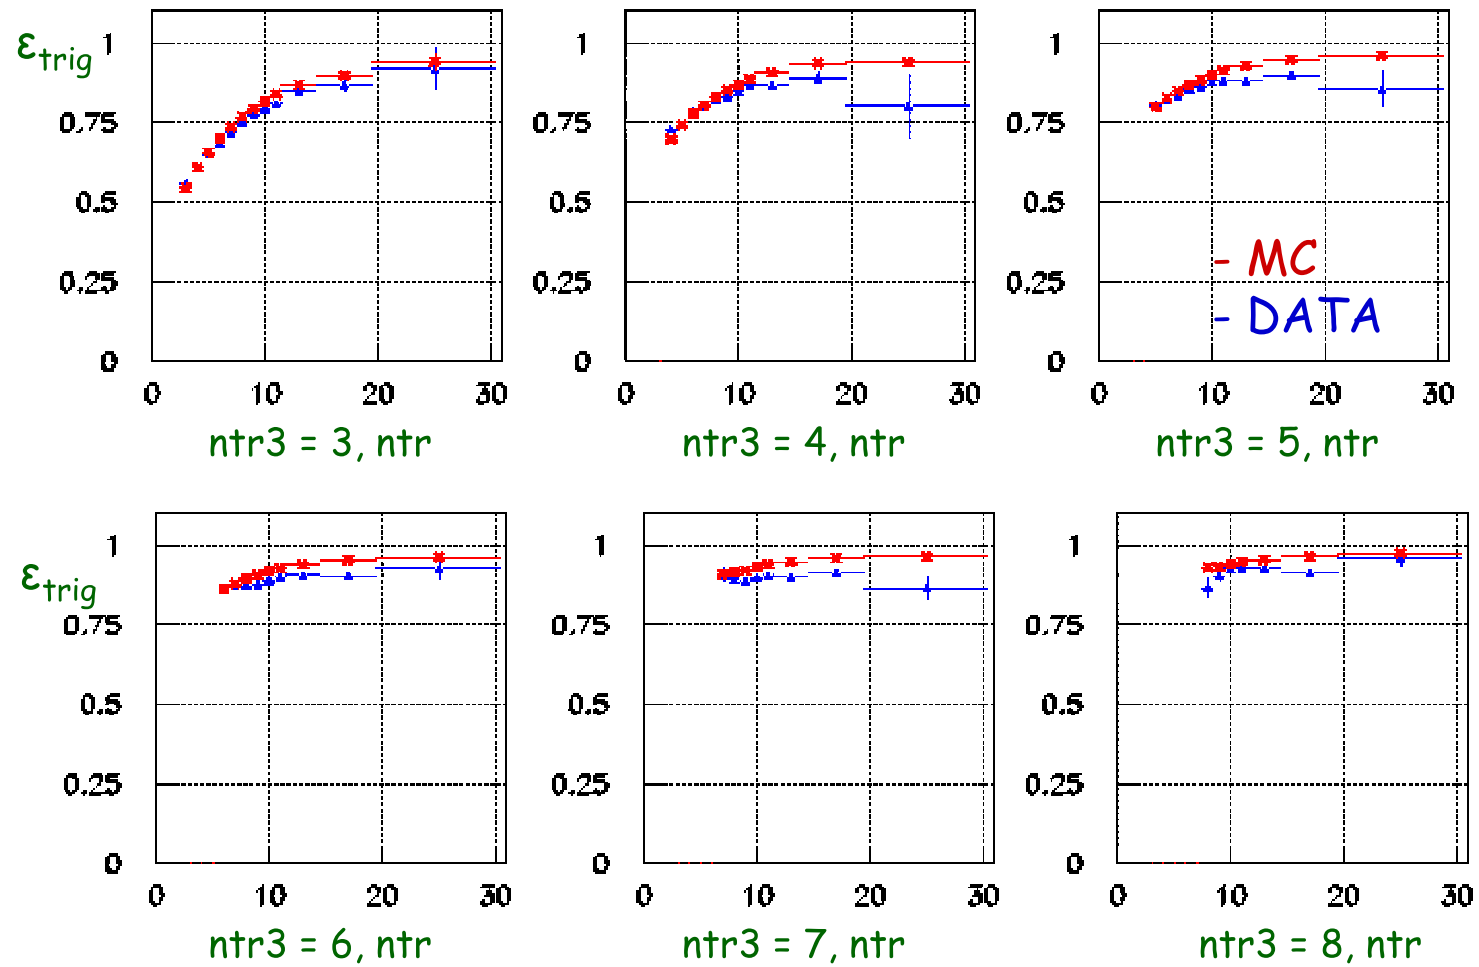 ε_trig
1 1 1
0.75 0.75 0.75
0.5 0.5 0.5
0.25 0.25 0.25
- MC
- DATA
0 0 0
0 10 20 30 0 10 20 30 0 10 20 30
ntr3 = 3, ntr ntr3 = 4, ntr ntr3 = 5, ntr
ε_trig
1 1 1
0.75 0.75 0.75
0.5 0.5 0.5
0.25 0.25 0.25
0 0 0
0 10 20 30 0 10 20 30 0 10 20 30
ntr3 = 6, ntr ntr3 = 7, ntr ntr3 = 8, ntr